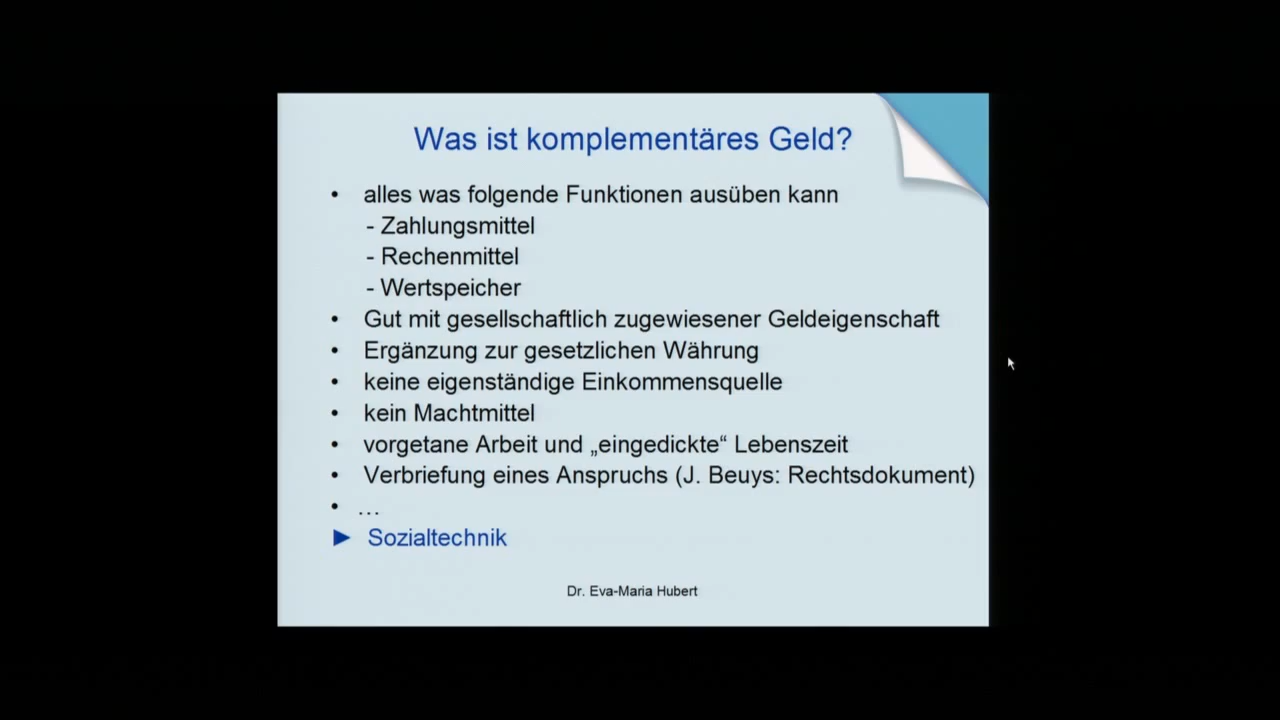 Was ist komplementäres Geld?
• alles was folgende Funktionen ausüben kann
- Zahlungsmittel
- Rechenmittel
- Wertspeicher
• Gut mit gesellschaftlich zugewiesener Geldeigenschaft
• Ergänzung zur gesetzlichen Währung
• keine eigenständige Einkommensquelle
• kein Machtmittel
• vorgetane Arbeit und „eingedickte“ Lebenszeit
• Verbriefung eines Anspruchs (J. Beuys: Rechtsdokument)
• …
► Sozialtechnik
Dr. Eva-Maria Hubert